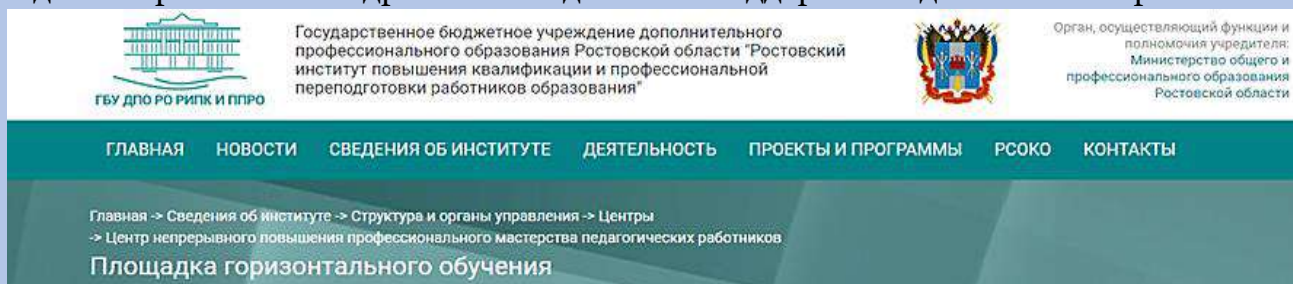 ГБУ ДПО РО РИПК И ППРО
Государственное бюджетное учреждение дополнительного
профессионального образования Ростовской области "Ростовский
институт повышения квалификации и профессиональной
переподготовки работников образования"
Орган, осуществляющий функции и
полномочия учредителя:
Министерство общего и
профессионального образования
Ростовской области
ГЛАВНАЯ НОВОСТИ СВЕДЕНИЯ ОБ ИНСТИТУТЕ ДЕЯТЕЛЬНОСТЬ ПРОЕКТЫ И ПРОГРАММЫ РСОКО КОНТАКТЫ
Главная -> Сведения об институте -> Структура и органы управления -> Центры
-> Центр непрерывного повышения профессионального мастерства педагогических работников
Площадка горизонтального обучения